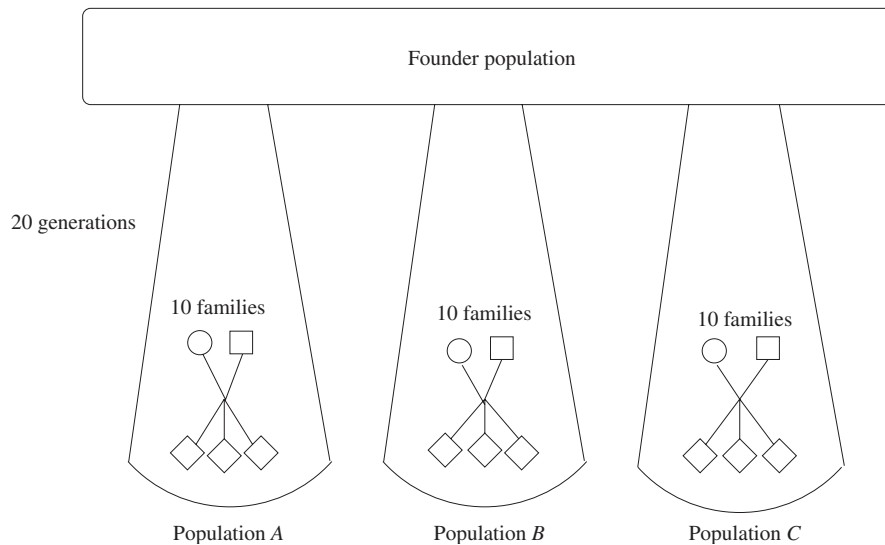 Founder population
20 generations
10 families
10 families
10 families
Population A
Population B
Population C